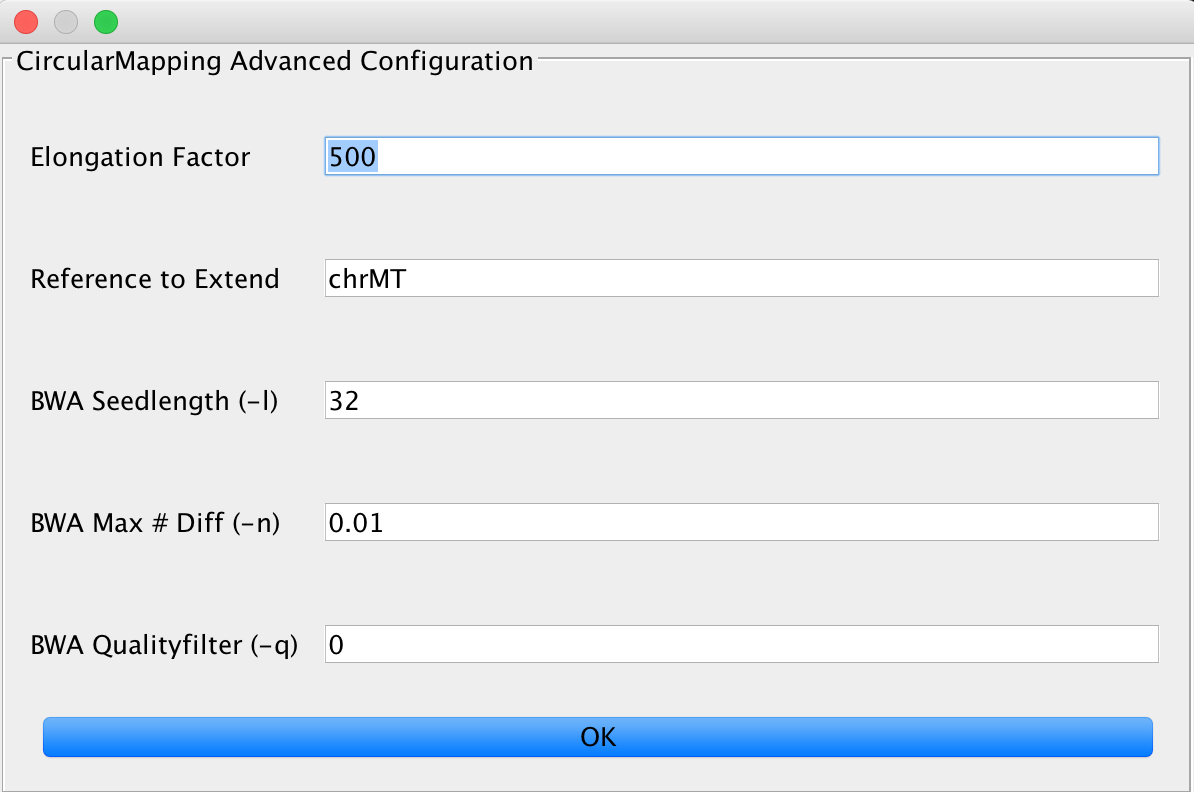 CircularMapping Advanced Configuration
Elongation Factor 500
Reference to Extend chrMT
BWA Seedlength (-l) 32
BWA Max # Diff (-n) 0.01
BWA Qualityfilter (-q) 0
OK